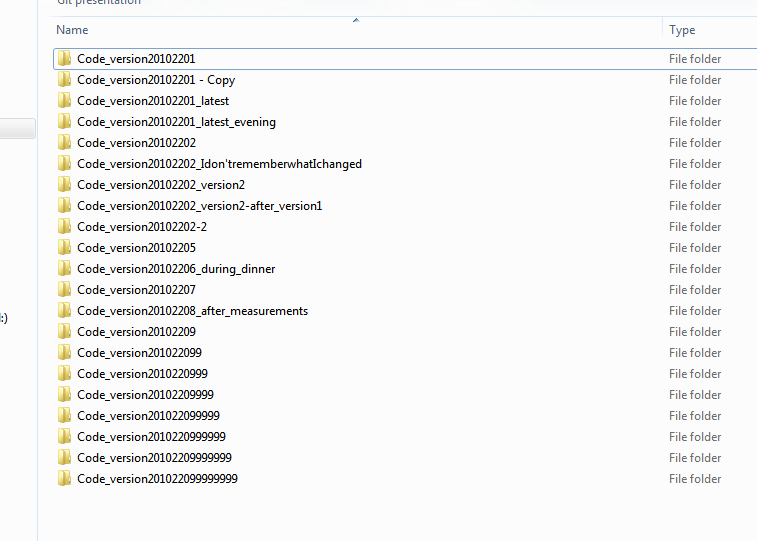 Git presentation
Name Type
Code_version20102201 File folder
Code_version20102201 - Copy File folder
Code_version20102201_latest File folder
Code_version20102201_latest_evening File folder
Code_version20102202 File folder
Code_version20102202_Idon'trememberwhatIchanged File folder
Code_version20102202_version2 File folder
Code_version20102202_version2-after_version1 File folder
Code_version20102202-2 File folder
Code_version20102205 File folder
Code_version20102206_during_dinner File folder
Code_version20102207 File folder
Code_version20102208_after_measurements File folder
Code_version20102209 File folder
Code_version201022099 File folder
Code_version2010220999 File folder
Code_version20102209999 File folder
Code_version201022099999 File folder
Code_version2010220999999 File folder
Code_version20102209999999 File folder
Code_version201022099999999 File folder
:)